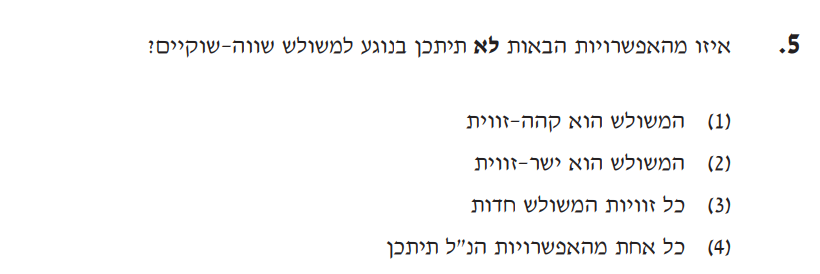 5. איזו מהאפשרויות הבאות לא תיתכן בנוגע למשולש שווה-שוקיים?
(1) המשולש הוא קהה-זווית
(2) המשולש הוא ישר-זווית
(3) כל זוויות המשולש חדות
(4) כל אחת מהאפשרויות הנ"ל תיתכן